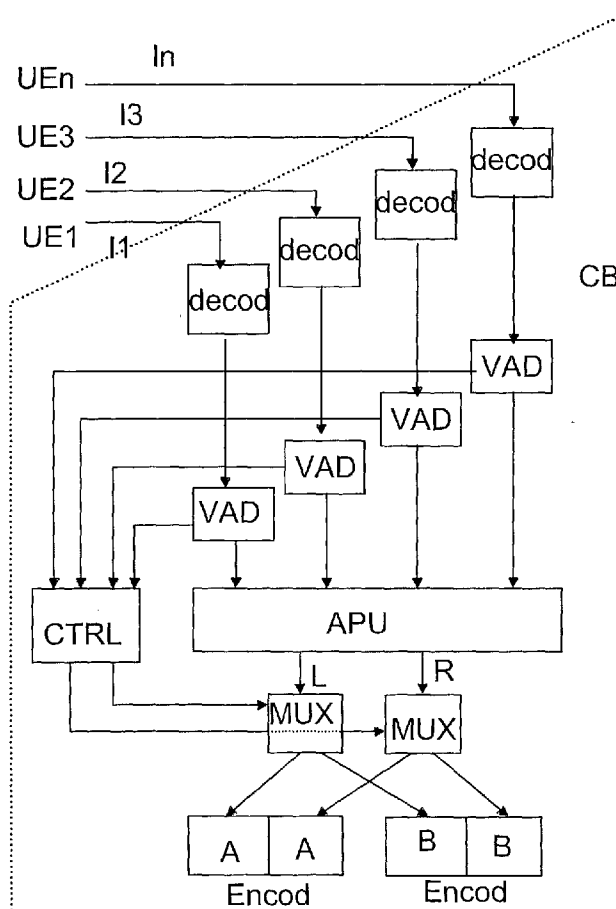 In
UEn
I3
UE3
decod
I2
UE2
decod
UE1
I1
decod
decod
CB
VAD
VAD
VAD
VAD
CTRL
APU
L
R
MUX
MUX
A A
B B
Encod
Encod